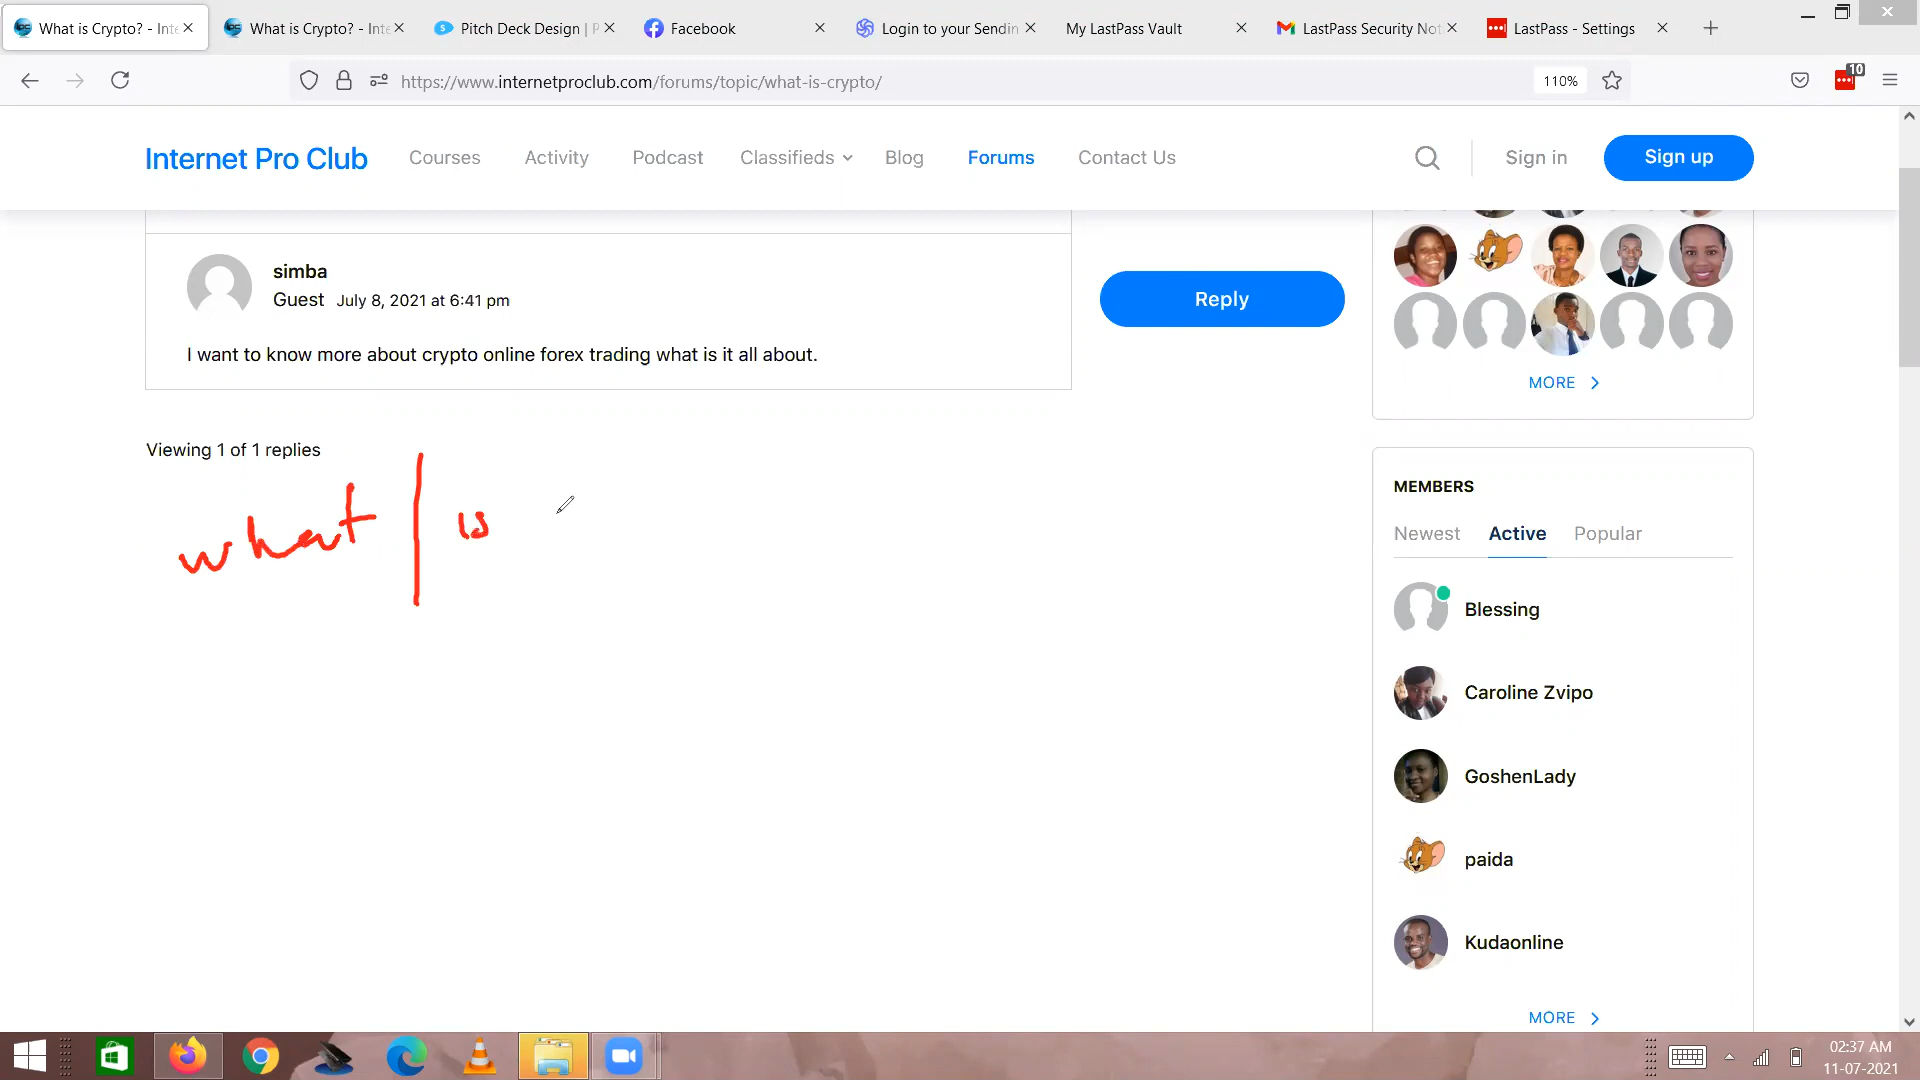 What is Crypto? - Inte
What is Crypto? - Inte
Pitch Deck Design | P
Facebook
Login to your Sendin
My LastPass Vault
LastPass Security Not
LastPass - Settings
https://www.internetproclub.com/forums/topic/what-is-crypto/
110%
10
Internet Pro Club
Courses
Activity
Podcast
Classifieds
Blog
Forums
Contact Us
Sign in
Sign up
simba
Guest July 8, 2021 at 6:41 pm
I want to know more about crypto online forex trading what is it all about.
Reply
MORE
Viewing 1 of 1 replies
what | is
MEMBERS
Newest Active Popular
Blessing
Caroline Zvipo
GoshenLady
paida
Kudaonline
MORE
02:37 AM
11-07-2021